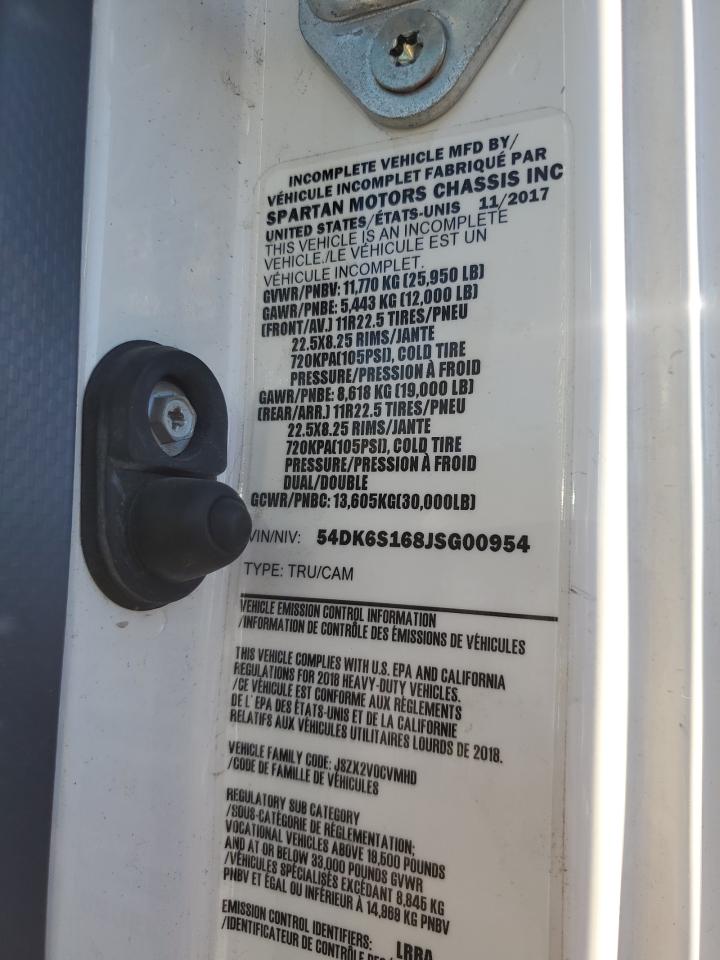 INCOMPLETE VEHICLE MFD BY/
VÉHICULE INCOMPLET FABRIQUÉ PAR
SPARTAN MOTORS CHASSIS INC
UNITED STATES/ÉTATS-UNIS 11/2017
THIS VEHICLE IS AN INCOMPLETE
VEHICLE./LE VÉHICULE EST UN
VÉHICULE INCOMPLET.
GVWR/PNBV: 11,770 KG (25,950 LB)
GAWR/PNBE: 5,443 KG (12,000 LB)
(FRONT/AV.) 11R22.5 TIRES/PNEU
22.5X8.25 RIMS/JANTE
720KPA(105PSI), COLD TIRE
PRESSURE/PRESSION À FROID
GAWR/PNBE: 8,618 KG (19,000 LB)
(REAR/ARR.) 11R22.5 TIRES/PNEU
22.5X8.25 RIMS/JANTE
720KPA(105PSI), COLD TIRE
PRESSURE/PRESSION À FROID
DUAL/DOUBLE
GCWR/PNBC: 13,605KG(30,000LB)
VIN/NIV: 54DK6S168JSG00954
TYPE: TRU/CAM
VEHICLE EMISSION CONTROL INFORMATION
/INFORMATION DE CONTRÔLE DES ÉMISSIONS DE VÉHICULES
THIS VEHICLE COMPLIES WITH U.S. EPA AND CALIFORNIA
REGULATIONS FOR 2018 HEAVY-DUTY VEHICLES.
/CE VÉHICULE EST CONFORME AUX RÈGLEMENTS
DE L' EPA DES ÉTATS-UNIS ET DE LA CALIFORNIE
RELATIFS AUX VÉHICULES UTILITAIRES LOURDS DE 2018.
VEHICLE FAMILY CODE: JSZX2VOCVMHD
/CODE DE FAMILLE DE VÉHICULES
REGULATORY SUB CATEGORY
/SOUS-CATÉGORIE DE RÉGLEMENTATION:
VOCATIONAL VEHICLES ABOVE 19,500 POUNDS
AND AT OR BELOW 33,000 POUNDS GVWR
/VÉHICULES SPÉCIALISÉS EXCÉDANT 8,845 KG
PNBV ET ÉGAL OU INFÉRIEUR À 14,968 KG PNBV
EMISSION CONTROL IDENTIFIERS: LRRA
/IDENTIFICATEUR DE CONTRÔLE DES